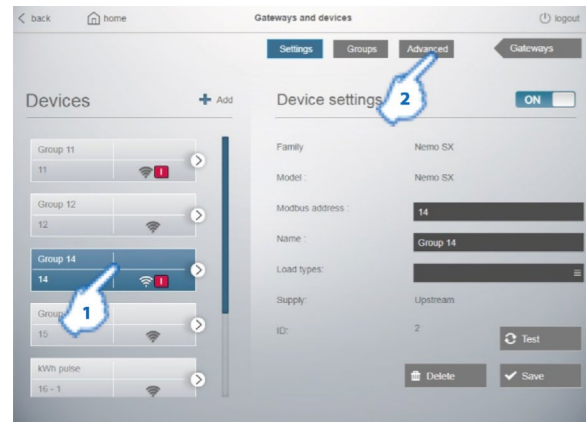 back home Gateways and devices logout
Settings Groups Advanced Gateways
Devices + Add Device settings 2 ON
Group 11
11 I
Group 12
12
Group 14
14 I
1
Group
15
kWh pulse
16 - 1
Family Nemo SX
Model : Nemo SX
Modbus address : 14
Name : Group 14
Load types:
Supply: Upstream
ID: 2
Test
Delete Save